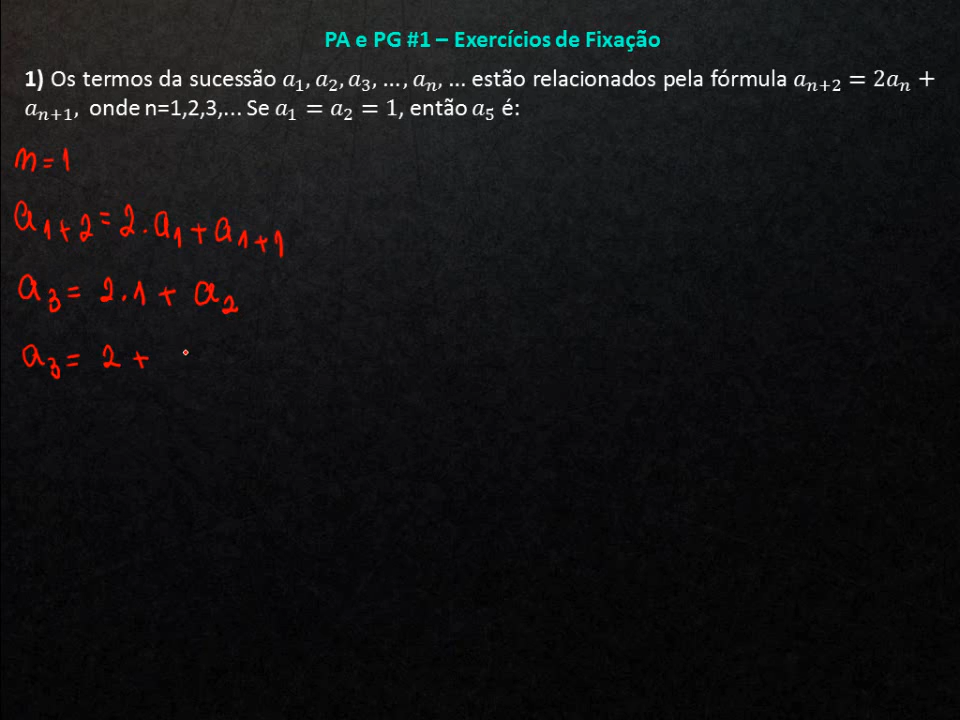 PA e PG #1 – Exercícios de Fixação
1) Os termos da sucessão a₁, a₂, a₃, ..., aₙ, ... estão relacionados pela fórmula aₙ₊₂ = 2aₙ +
aₙ₊₁, onde n=1,2,3,... Se a₁ = a₂ = 1, então a₅ é:
n = 1
a₁₊₂ = 2.a₁ + a₁₊₁
a₃ = 2.1 + a₂
a₃ = 2 +